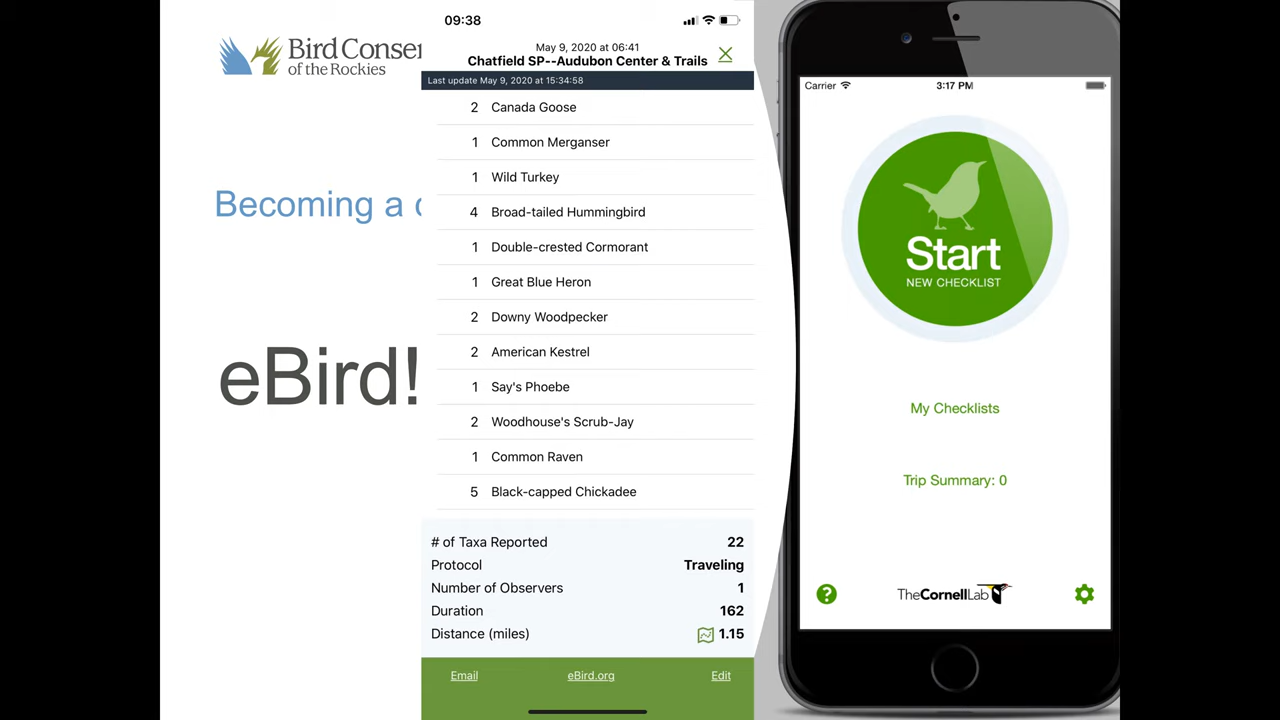 Bird Conser
of the Rockies
Becoming a c
eBird!
09:38
May 9, 2020 at 06:41
Chatfield SP--Audubon Center & Trails
Last update May 9, 2020 at 15:34:58
2 Canada Goose
1 Common Merganser
1 Wild Turkey
4 Broad-tailed Hummingbird
1 Double-crested Cormorant
1 Great Blue Heron
2 Downy Woodpecker
2 American Kestrel
1 Say's Phoebe
2 Woodhouse's Scrub-Jay
1 Common Raven
5 Black-capped Chickadee
# of Taxa Reported 22
Protocol Traveling
Number of Observers 1
Duration 162
Distance (miles) 1.15
Email eBird.org Edit
Carrier 3:17 PM
Start
NEW CHECKLIST
My Checklists
Trip Summary: 0
? TheCornellLab